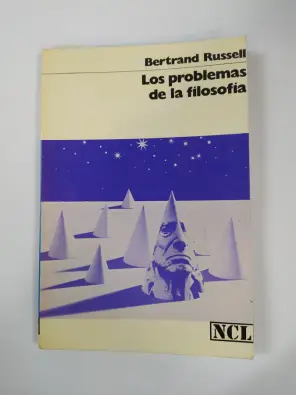 Bertrand Russell
Los problemas
de la filosofía
NCL